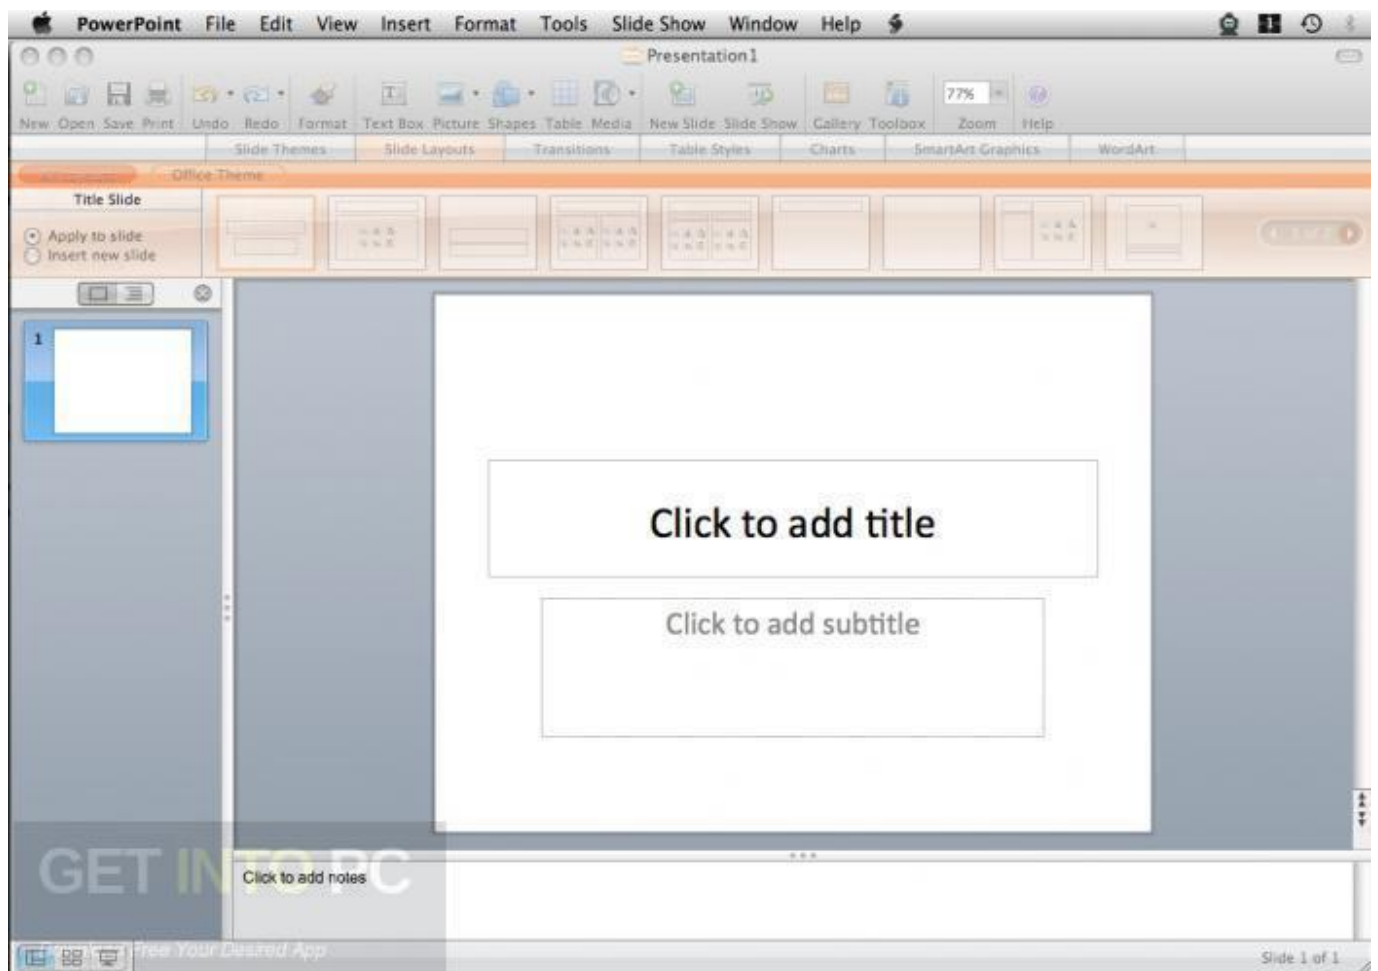 PowerPoint File Edit View Insert Format Tools Slide Show Window Help
Presentation1
77%
New Open Save Print Undo Redo Format Text Box Picture Shapes Table Media New Slide Slide Show Gallery Toolbox Zoom Help
Slide Themes Slide Layouts Transitions Table Styles Charts SmartArt Graphics WordArt
Office Theme
Title Slide
Apply to slide
Insert new slide
1
Click to add title
Click to add subtitle
GET INTO PC
Click to add notes
Free Your Desired App
Slide 1 of 1